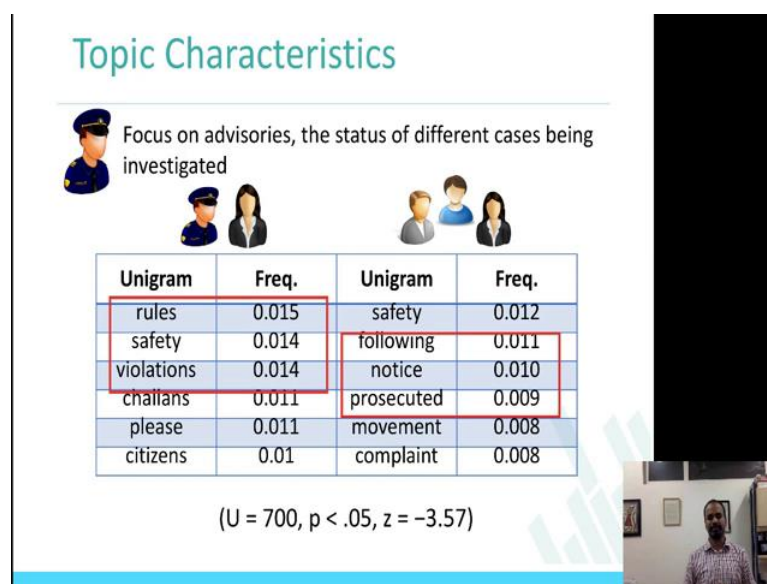 Topic Characteristics
Focus on advisories, the status of different cases being
investigated
Unigram Freq. Unigram Freq.
rules 0.015 safety 0.012
safety 0.014 following 0.011
violations 0.014 notice 0.010
challans 0.011 prosecuted 0.009
please 0.011 movement 0.008
citizens 0.01 complaint 0.008
(U = 700, p < .05, z = −3.57)